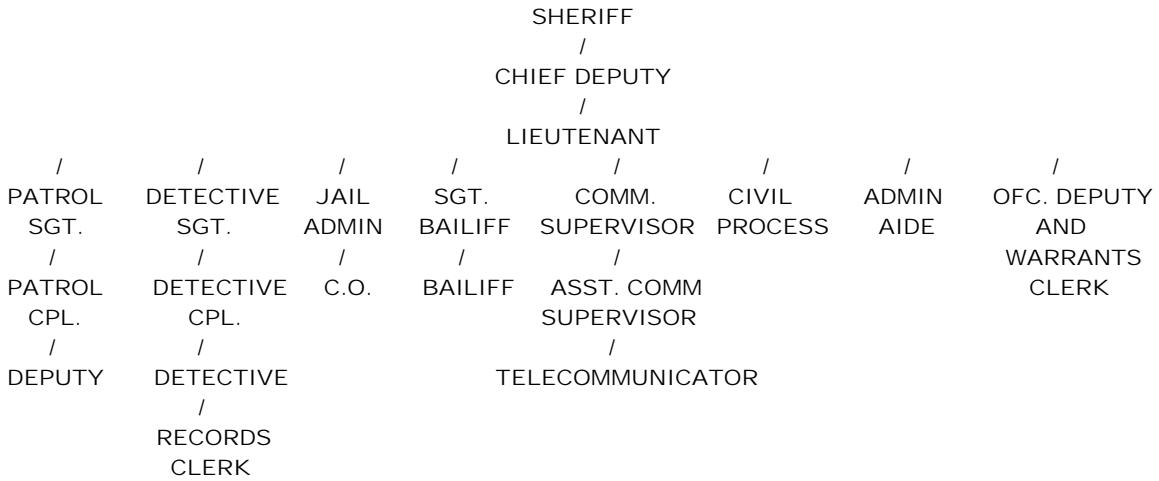 SHERIFF
/
CHIEF DEPUTY
/
LIEUTENANT
/ / / / / / / /
PATROL DETECTIVE JAIL SGT. COMM. CIVIL ADMIN OFC. DEPUTY
SGT. SGT. ADMIN BAILIFF SUPERVISOR PROCESS AIDE AND
/ / / / / WARRANTS
PATROL DETECTIVE C.O. BAILIFF ASST. COMM CLERK
CPL. CPL. SUPERVISOR
/ / /
DEPUTY DETECTIVE TELECOMMUNICATOR
/
RECORDS
CLERK